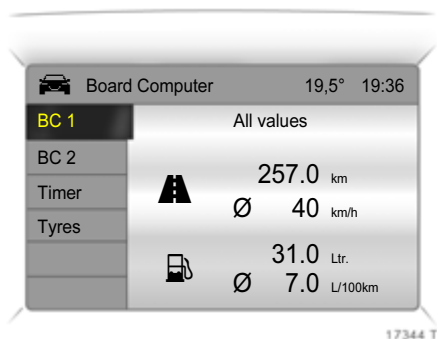 Board Computer 19,5° 19:36
BC 1
All values
BC 2
Timer
Tyres
257.0 km
Ø 40 km/h
31.0 Ltr.
Ø 7.0 L/100km
17344 T